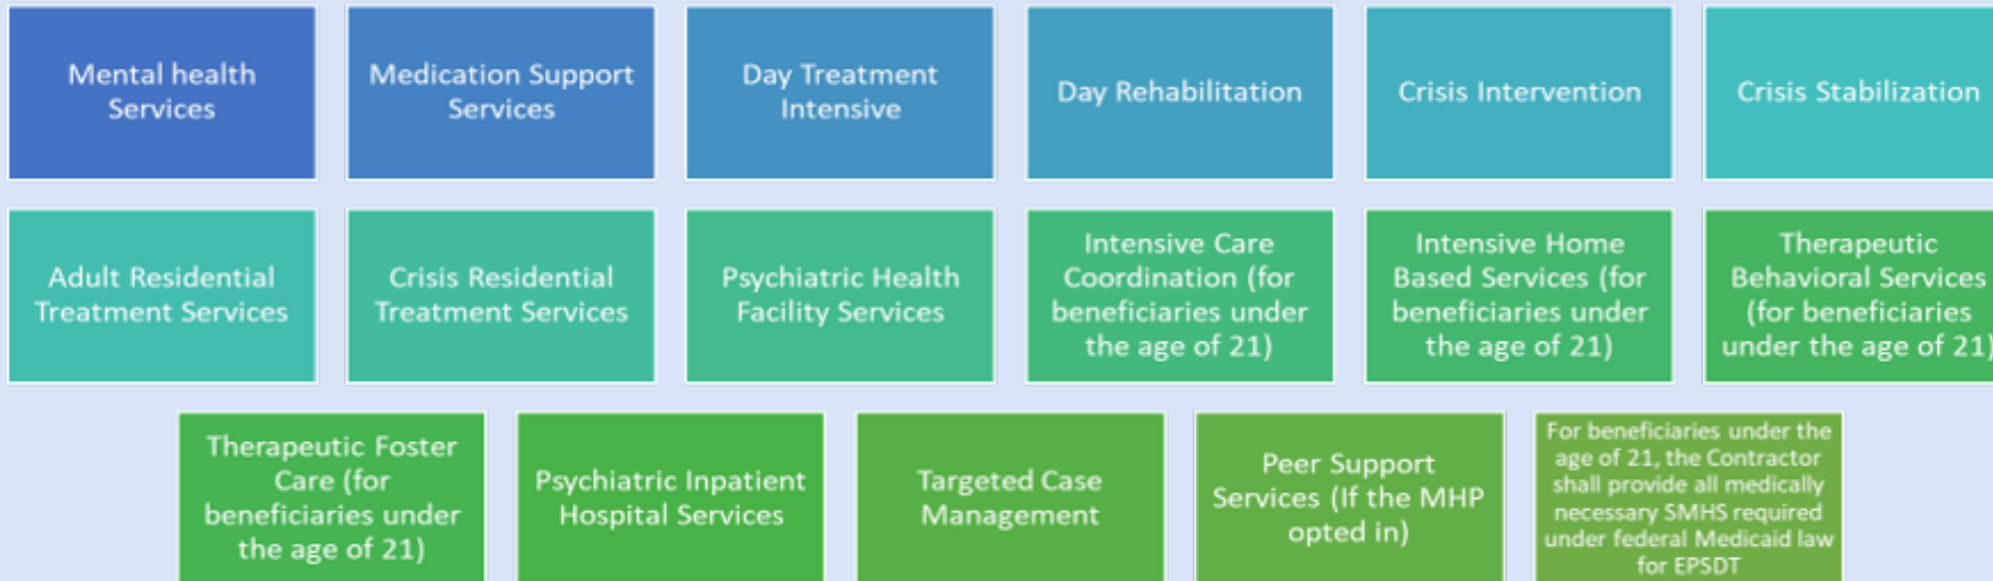 Mental health
Services
Medication Support
Services
Day Treatment
Intensive
Day Rehabilitation
Crisis Intervention
Crisis Stabilization
Adult Residential
Treatment Services
Crisis Residential
Treatment Services
Psychiatric Health
Facility Services
Intensive Care
Coordination (for
beneficiaries under
the age of 21)
Intensive Home
Based Services (for
beneficiaries under
the age of 21)
Therapeutic
Behavioral Services
(for beneficiaries
under the age of 21)
Therapeutic Foster
Care (for
beneficiaries under
the age of 21)
Psychiatric Inpatient
Hospital Services
Targeted Case
Management
Peer Support
Services (If the MHP
opted in)
For beneficiaries under the
age of 21, the Contractor
shall provide all medically
necessary SMHS required
under federal Medicaid law
for EPSDT